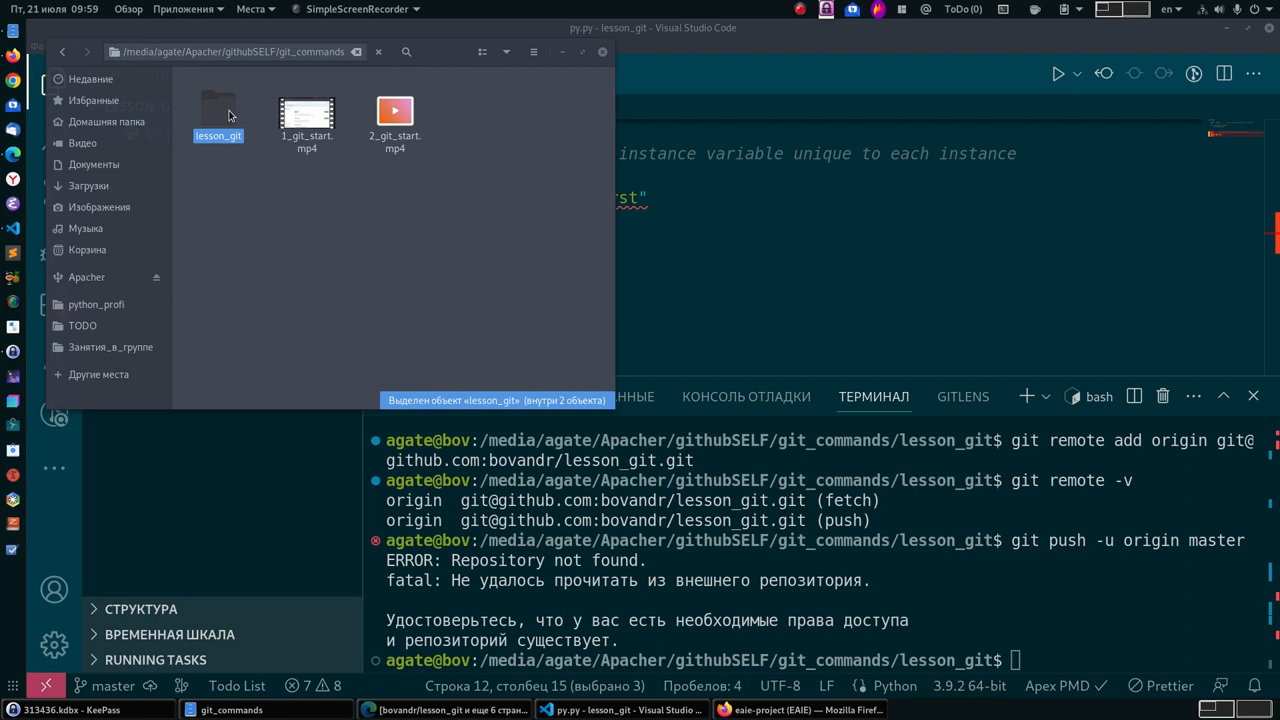 Пт, 21 июля 09:59
Обзор
Приложения
Места
SimpleScreenRecorder
ToDo (0)
en
py.py - lesson_git - Visual Studio Code
/media/agate/Apacher/githubSELF/git_commands
Недавние
Избранные
Домашняя папка
Видео
Документы
Загрузки
Изображения
Музыка
Корзина
Apacher
python_profi
TODO
Занятия_в_группе
Другие места
lesson_git
1_git_start.
mp4
2_git_start.
mp4
Выделен объект «lesson_git» (внутри 2 объекта)
instance variable unique to each instance
rst"
КОНСОЛЬ ОТЛАДКИ
ТЕРМИНАЛ
GITLENS
bash
agate@bov:/media/agate/Apacher/githubSELF/git_commands/lesson_git$ git remote add origin git@
github.com:bovandr/lesson_git.git
agate@bov:/media/agate/Apacher/githubSELF/git_commands/lesson_git$ git remote -v
origin git@github.com:bovandr/lesson_git.git (fetch)
origin git@github.com:bovandr/lesson_git.git (push)
agate@bov:/media/agate/Apacher/githubSELF/git_commands/lesson_git$ git push -u origin master
ERROR: Repository not found.
fatal: Не удалось прочитать из внешнего репозитория.
Удостоверьтесь, что у вас есть необходимые права доступа
и репозиторий существует.
agate@bov:/media/agate/Apacher/githubSELF/git_commands/lesson_git$
СТРУКТУРА
ВРЕМЕННАЯ ШКАЛА
RUNNING TASKS
master
Todo List
7
8
Строка 12, столбец 15 (выбрано 3)
Пробелов: 4
UTF-8
LF
Python
3.9.2 64-bit
Apex PMD
Prettier
313436.kdbx - KeePass
git_commands
[bovandr/lesson_git и еще 6 стран...
py.py - lesson_git - Visual Studio ...
eaie-project (EAIE) — Mozilla Firef...